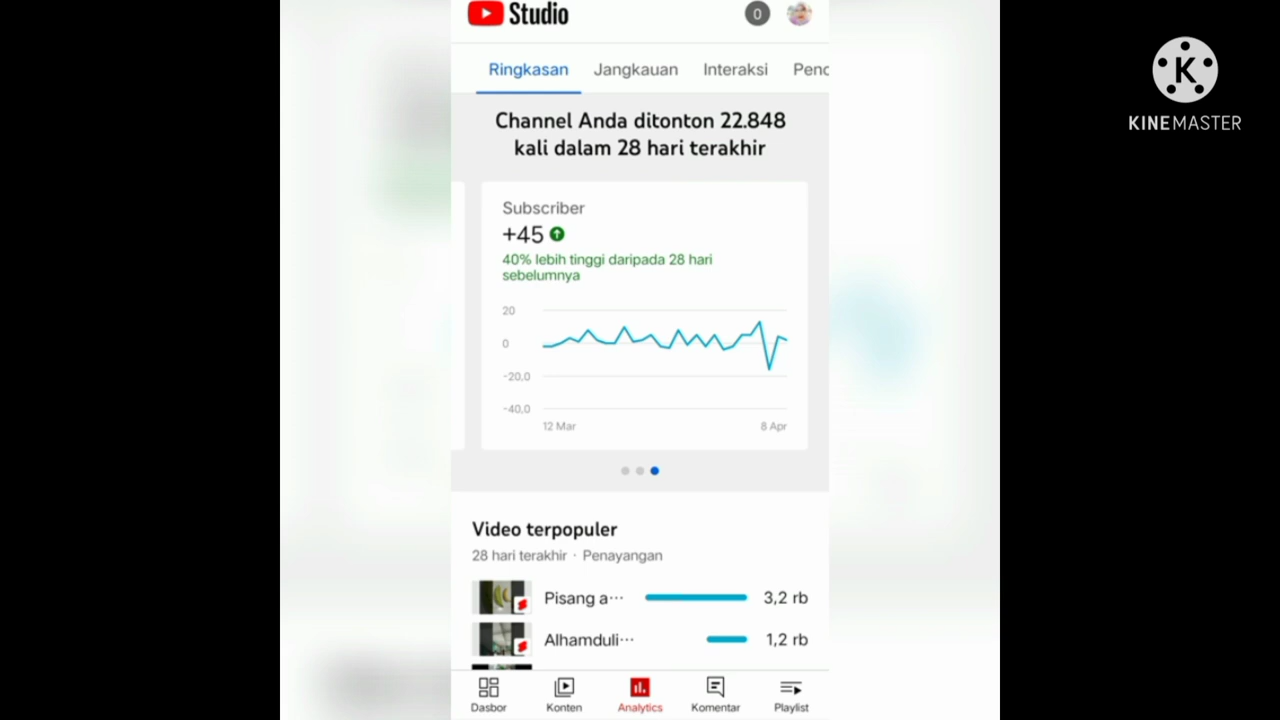 Studio
0
Ringkasan Jangkauan Interaksi Pend
Channel Anda ditonton 22.848
kali dalam 28 hari terakhir
Subscriber
+45
40% lebih tinggi daripada 28 hari
sebelumnya
20
0
-20,0
-40,0
12 Mar 8 Apr
Video terpopuler
28 hari terakhir · Penayangan
Pisang a··· 3,2 rb
Alhamduli··· 1,2 rb
Dasbor Konten Analytics Komentar Playlist
K
KINEMASTER